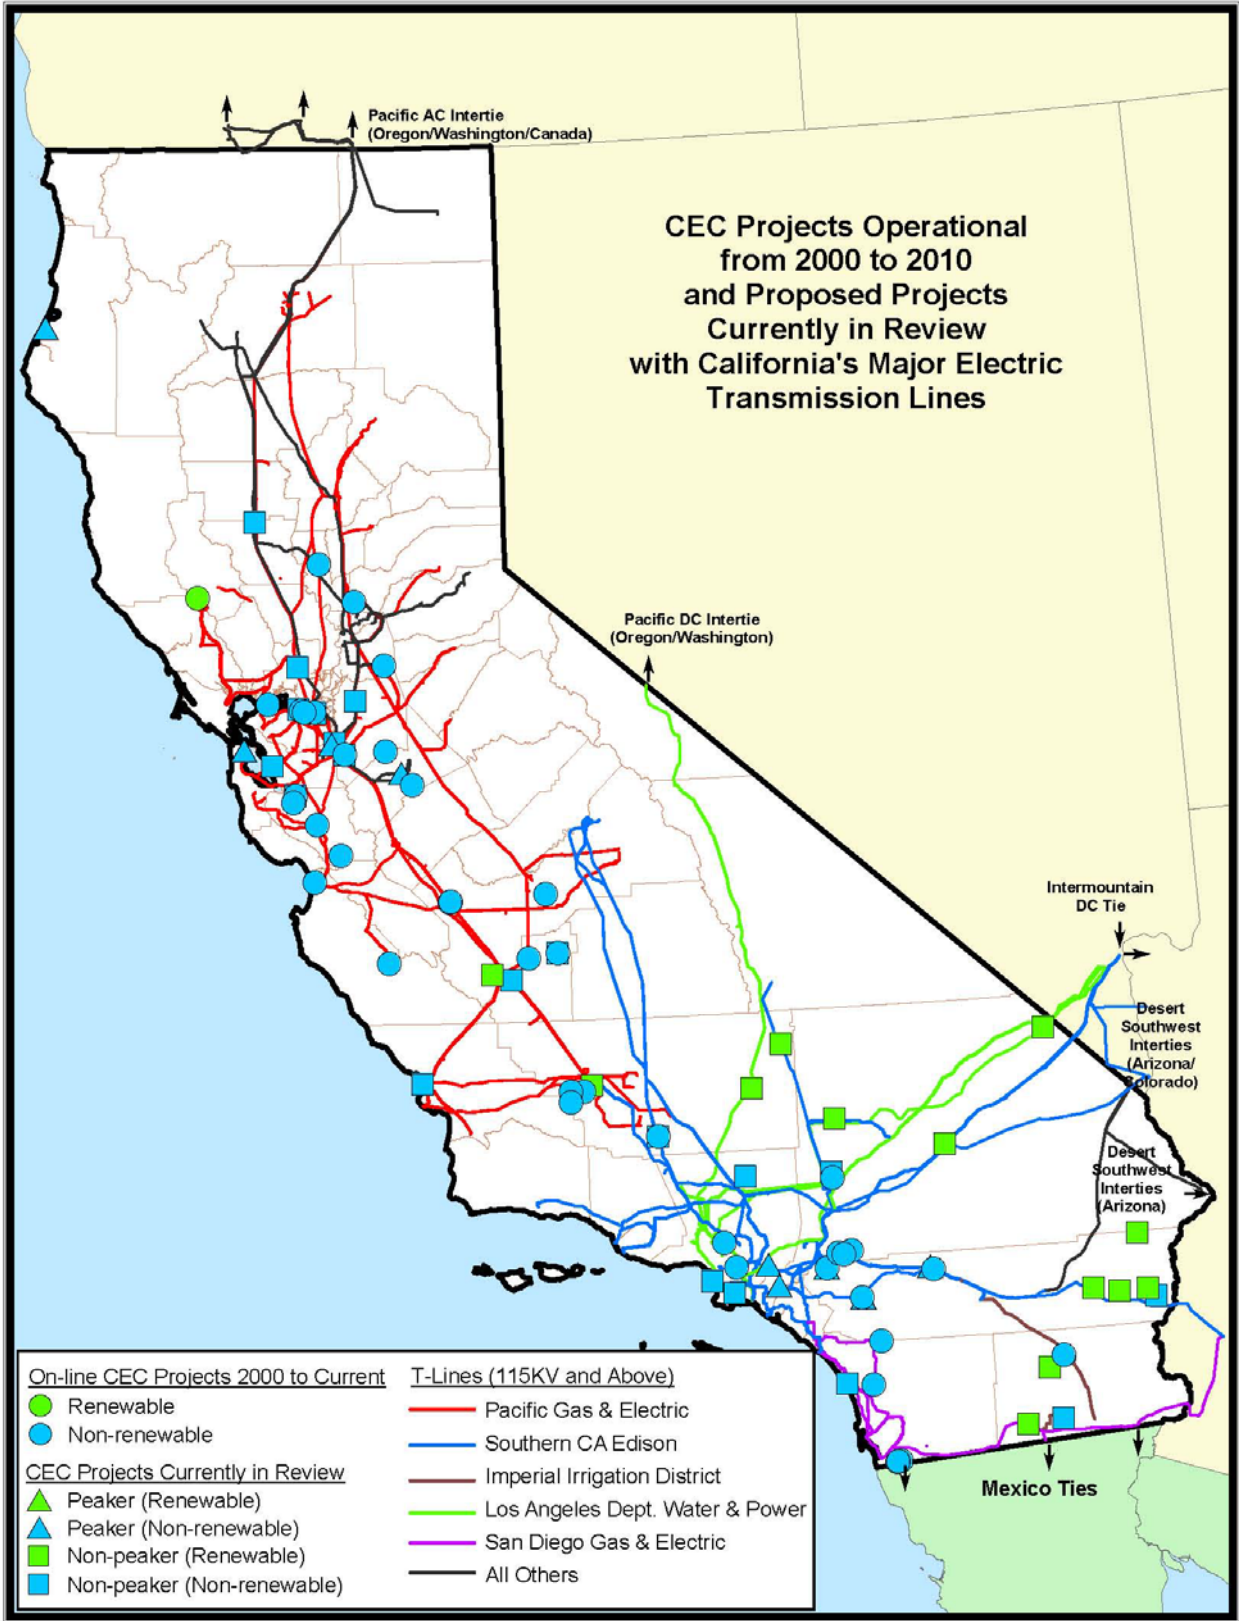 Pacific AC Intertie
(Oregon/Washington/Canada)
CEC Projects Operational
from 2000 to 2010
and Proposed Projects
Currently in Review
with California's Major Electric
Transmission Lines
Pacific DC Intertie
(Oregon/Washington)
Intermountain
DC Tie
Desert
Southwest
Interties
(Arizona/
Colorado)
Desert
Southwest
Interties
(Arizona)
Mexico Ties
On-line CEC Projects 2000 to Current
Renewable
Non-renewable
CEC Projects Currently in Review
Peaker (Renewable)
Peaker (Non-renewable)
Non-peaker (Renewable)
Non-peaker (Non-renewable)
T-Lines (115KV and Above)
Pacific Gas & Electric
Southern CA Edison
Imperial Irrigation District
Los Angeles Dept. Water & Power
San Diego Gas & Electric
All Others